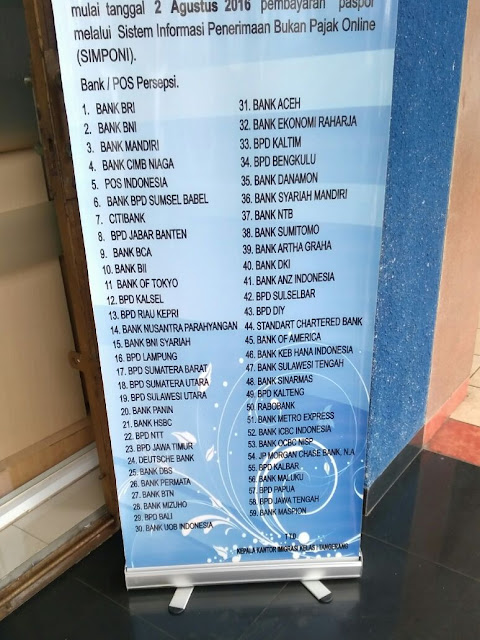 mulai tanggal 2 Agustus 2016 pembayaran paspor
melalui Sistem Informasi Penerimaan Bukan Pajak Online
(SIMPONI).
Bank / POS Persepsi.
1. BANK BRI
2. BANK BNI
3. BANK MANDIRI
4. BANK CIMB NIAGA
5. POS INDONESIA
6. BANK BPD SUMSEL BABEL
7. CITIBANK
8. BPD JABAR BANTEN
9. BANK BCA
10. BANK BII
11 BANK OF TOKYO
12. BPD KALSEL
13. BPD RIAU KEPRI
14. BANK NUSANTRA PARAHYANGAN
15. BANK BNI SYARIAH
16. BPD LAMPUNG
17. BPD SUMATERA BARAT
18. BPD SUMATERA UTARA
19. BPD SULAWESI UTARA
20. BANK PANIN
21. BANK HSBC
22. BPD NTT
23. BPD JAWA TIMUR
24. DEUTSCHE BANK
25. BANK DBS
26. BANK PERMATA
27. BANK BTN
28. BANK MIZUHO
29. BPD BALI
30. BANK UOB INDONESIA
31. BANK ACEH
32. BANK EKONOMI RAHARJA
33. BPD KALTIM
34. BPD BENGKULU
35. BANK DANAMON
36. BANK SYARIAH MANDIRI
37. BANK NTB
38. BANK SUMITOMO
39. BANK ARTHA GRAHA
40. BANK DKI
41. BANK ANZ INDONESIA
42. BPD SULSELBAR
43. BPD DIY
44. STANDART CHARTERED BANK
45. BANK OF AMERICA
46. BANK KEB HANA INDONESIA
47. BANK SULAWESI TENGAH
48. BANK SINARMAS
49. BPD KALTENG
50. RABOBANK
51. BANK METRO EXPRESS
52. BANK ICBC INDONESIA
53. BANK OCBC NISP
54. JP MORGAN CHASE BANK, N.A
55. BPD KALBAR
56. BANK MALUKU
57. BPD PAPUA
58. BPD JAWA TENGAH
59. BANK MASPION
TTD
KEPALA KANTOR IMIGRASI KELAS I TANGERANG